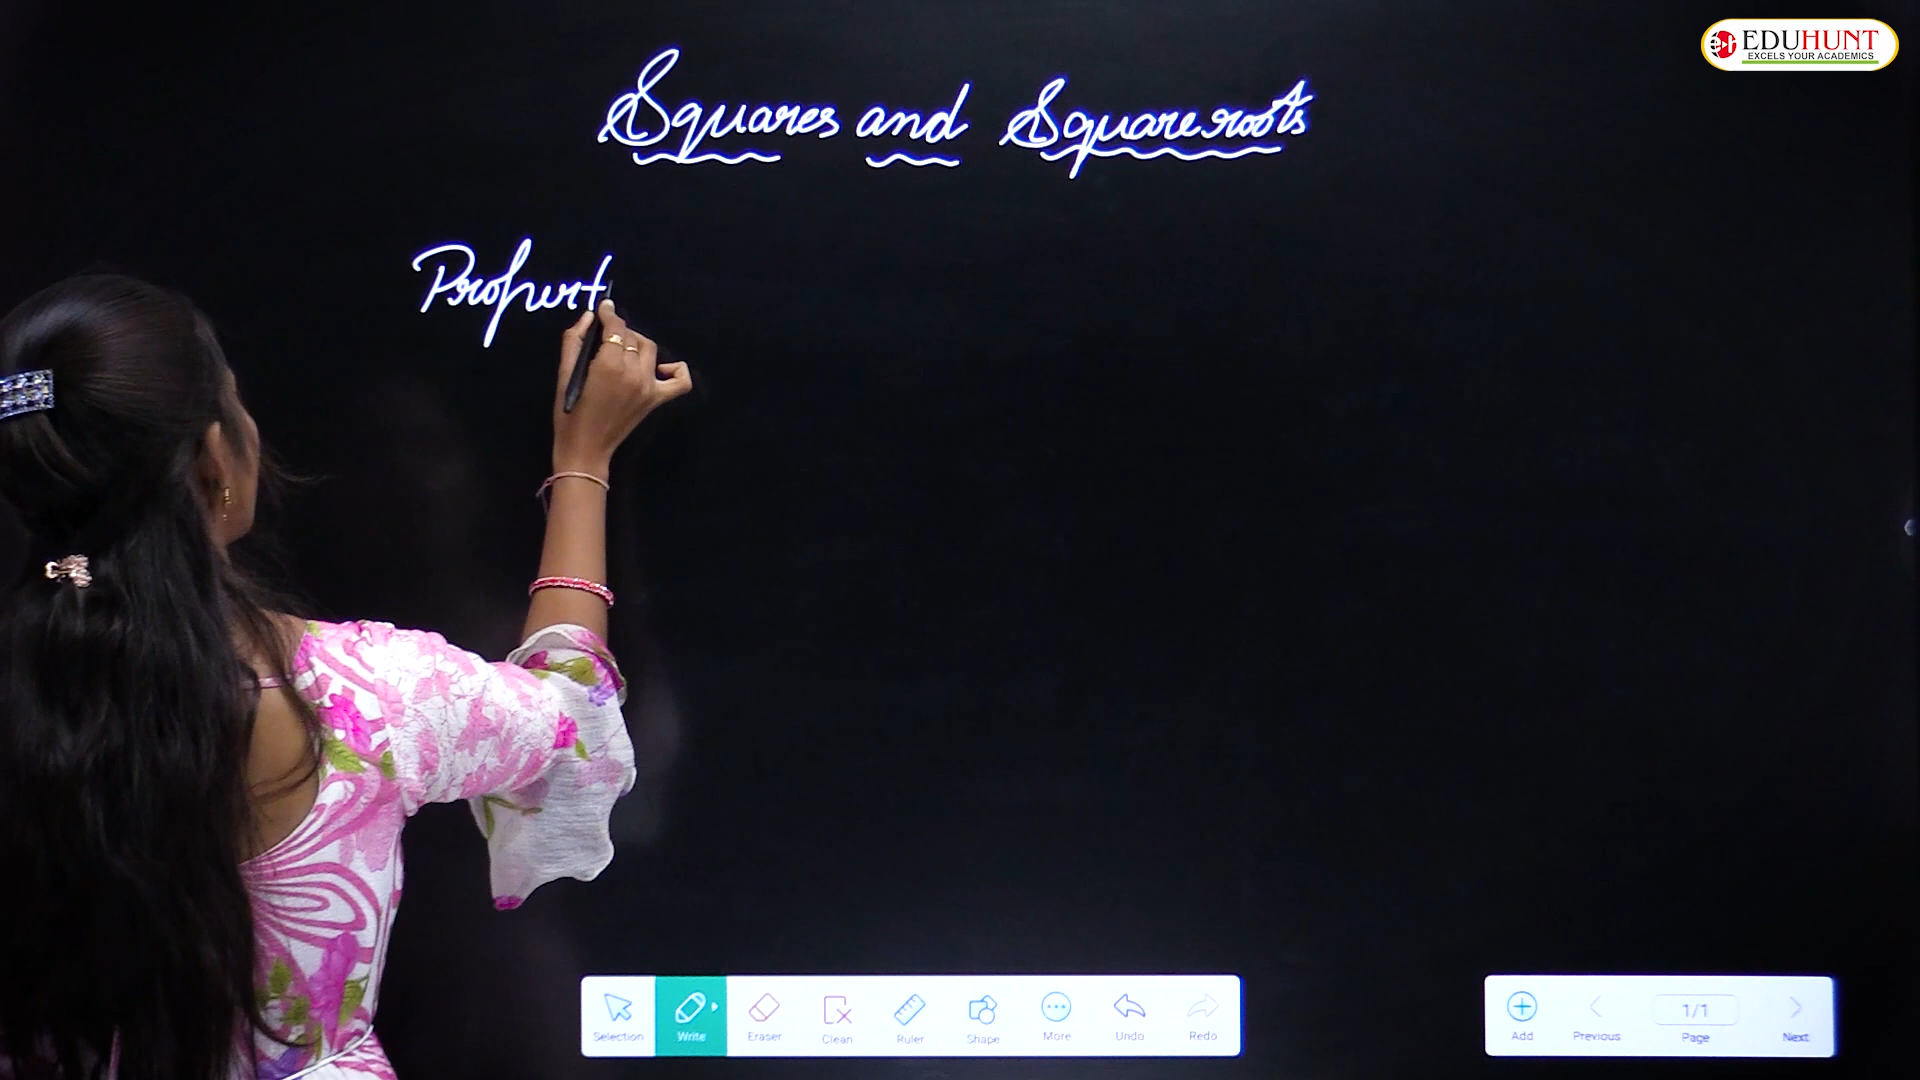 EDUHUNT
EXCELS YOUR ACADEMICS
Squares and Squareroots
Propert
Selection Write Eraser Clean Ruler Shape More Undo Redo
Add Previous 1/1 Page Next